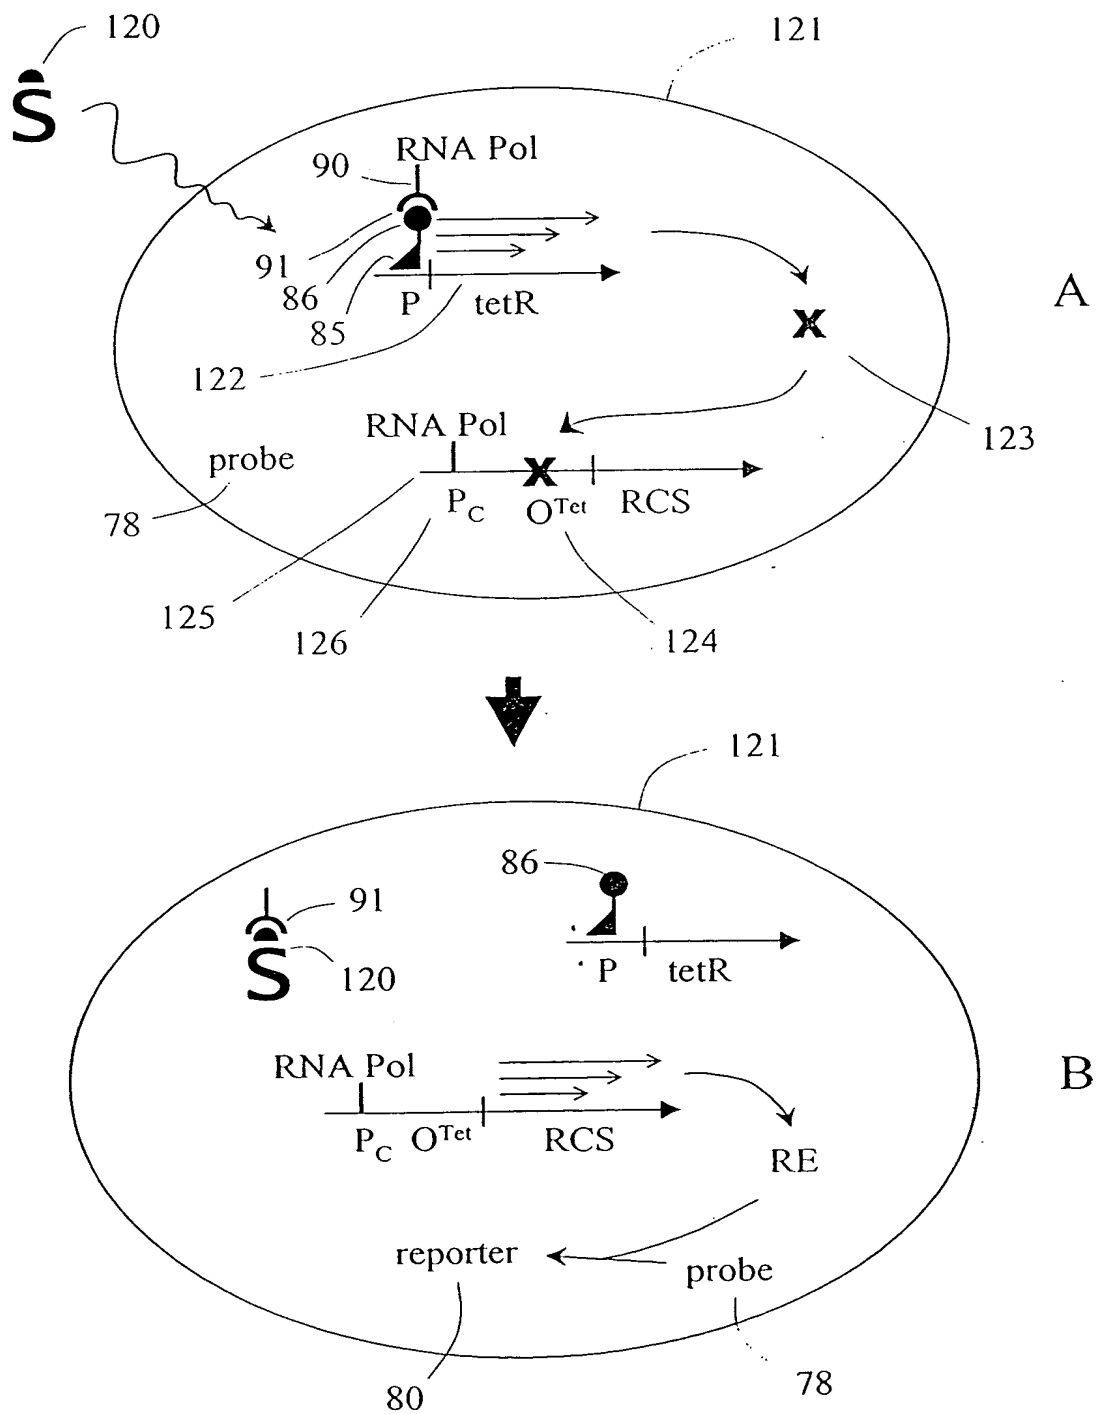 120
121
S
RNA Pol
90
91
86
85
P tetR
A
X
122
123
RNA Pol
probe
X
P_C O^Tet RCS
78
125
126
124
121
86
91
S
120
P tetR
RNA Pol
B
P_C O^Tet RCS
RE
reporter
probe
80
78